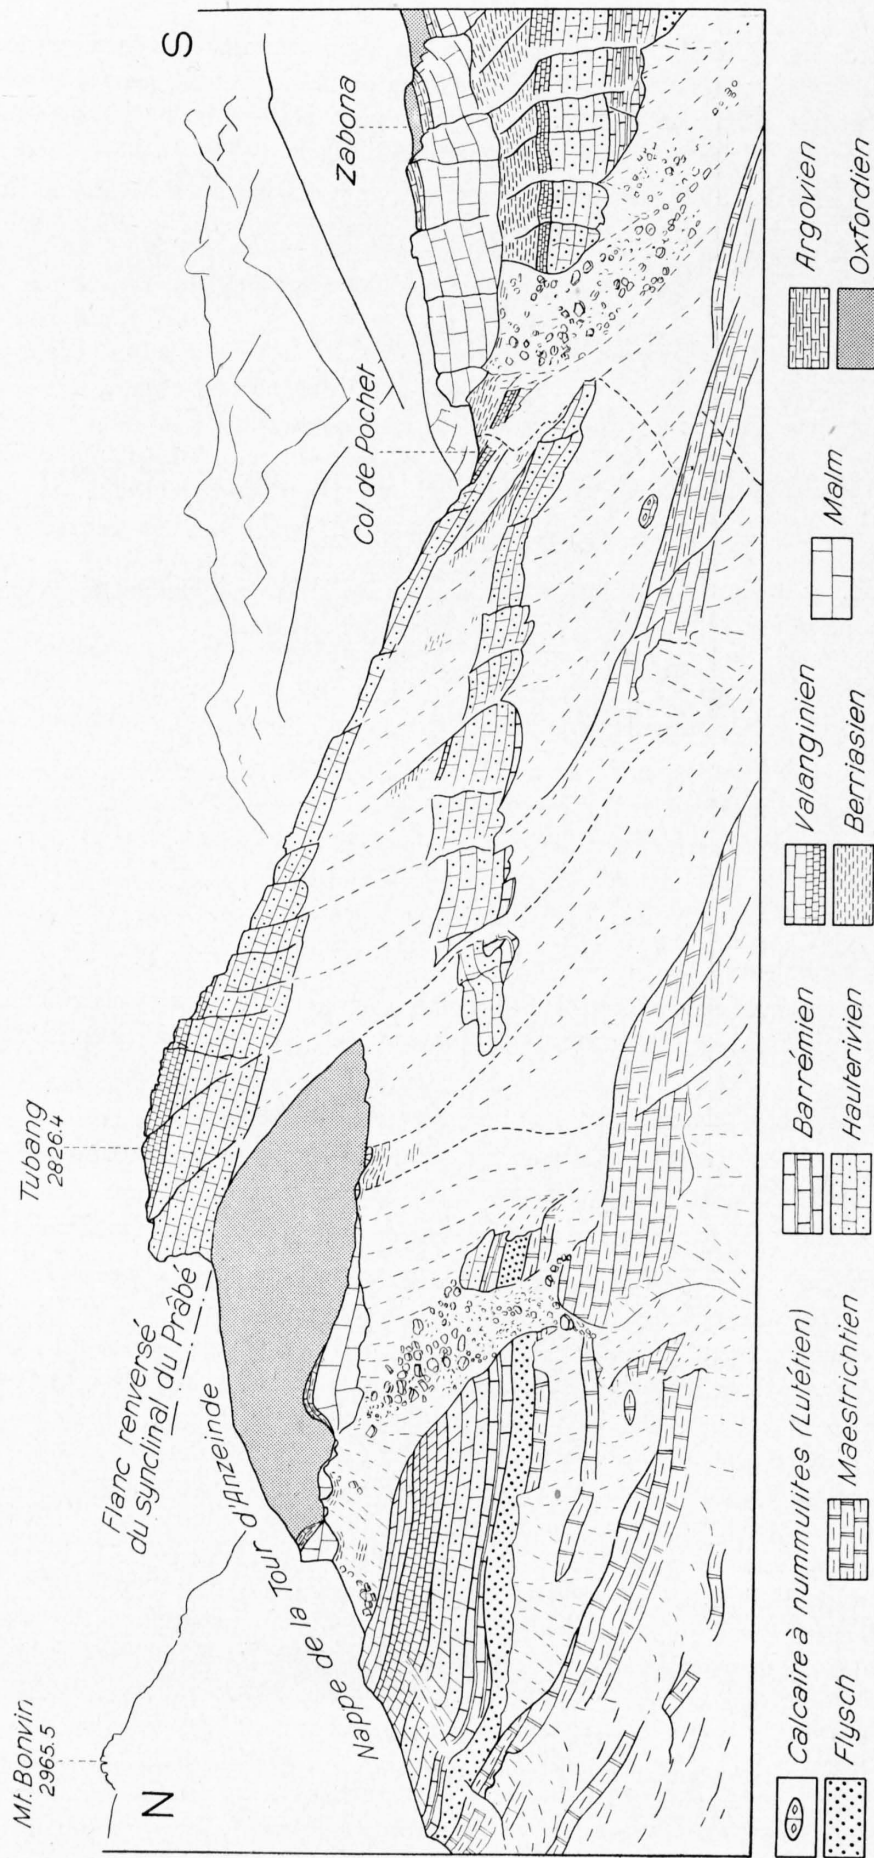 Mt. Bonvin
2965.5
N
Flanc renversé
du synclinal du Prâbé
Nappe de la Tour d'Anzeinde
Tubang
2826.4
Col de Pochet
Zabona
S
Calcaire à nummulites (Lutétien)
Flysch
Maestrichtien
Barrémien
Hauterivien
Valanginien
Berriasien
Malm
Argovien
Oxfordien